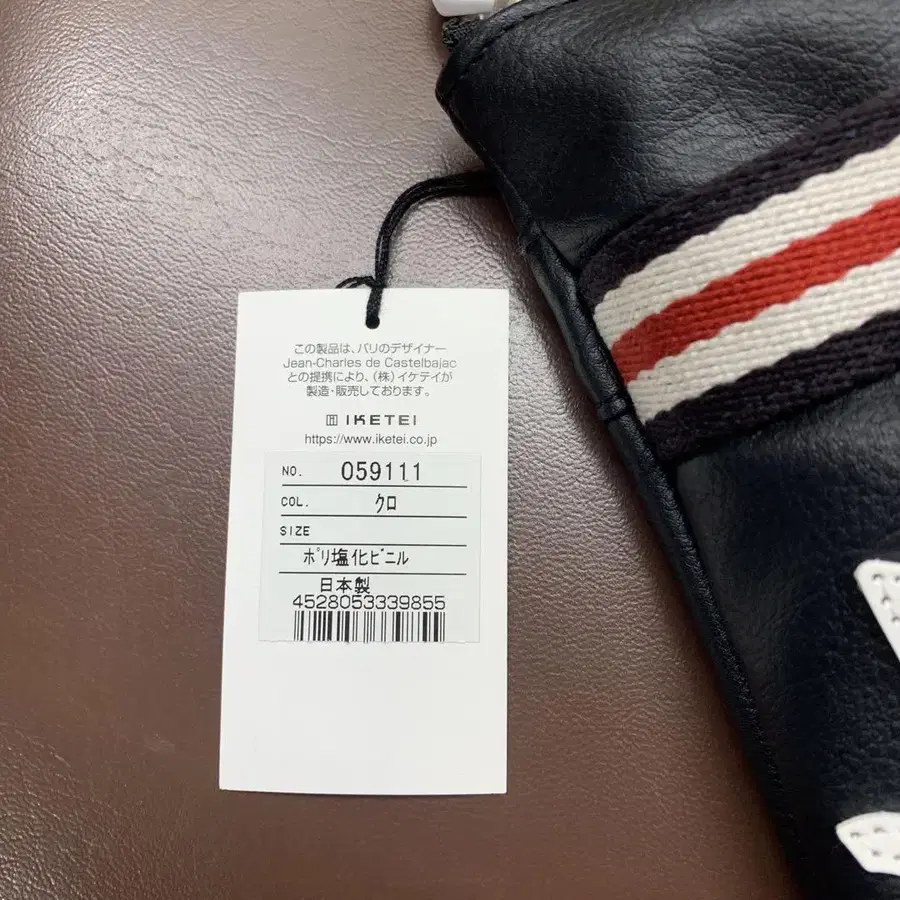 この製品は、パリのデザイナー
Jean-Charles de Castelbajac
との提携により、(株)イケテイが
製造・販売しております。
IKETEI
https://www.iketei.co.jp
NO. 059111
COL. クロ
SIZE
ポリ塩化ビニル
日本製
4528053339855